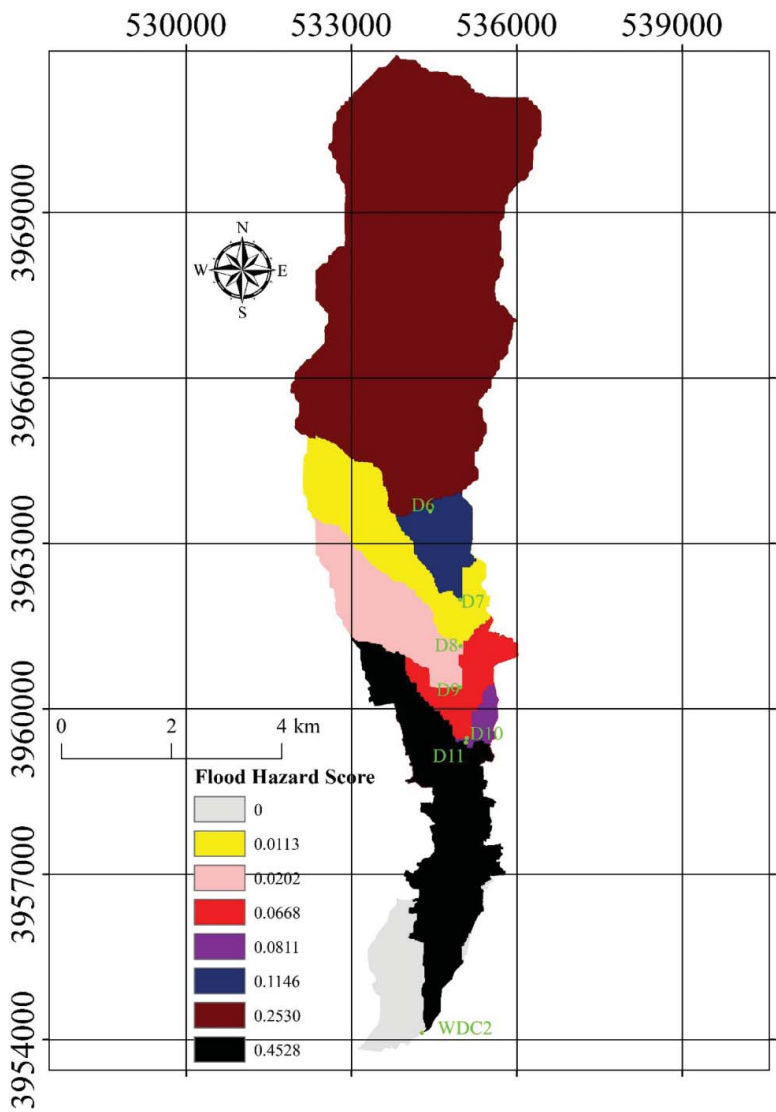 530000 533000 536000 539000
3969000
N
W E
S
3966000
D6
3963000
D7
D8
D9
3960000
0 2 4 km
D10
D11
Flood Hazard Score
0
0.0113
0.0202
3957000
0.0668
0.0811
0.1146
0.2530
WDC2
3954000
0.4528